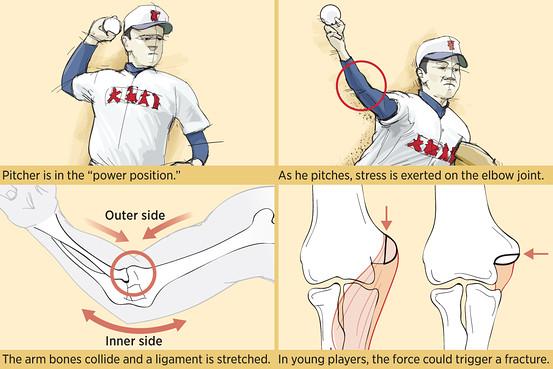 Pitcher is in the “power position.”
As he pitches, stress is exerted on the elbow joint.
Outer side
Inner side
The arm bones collide and a ligament is stretched.
In young players, the force could trigger a fracture.